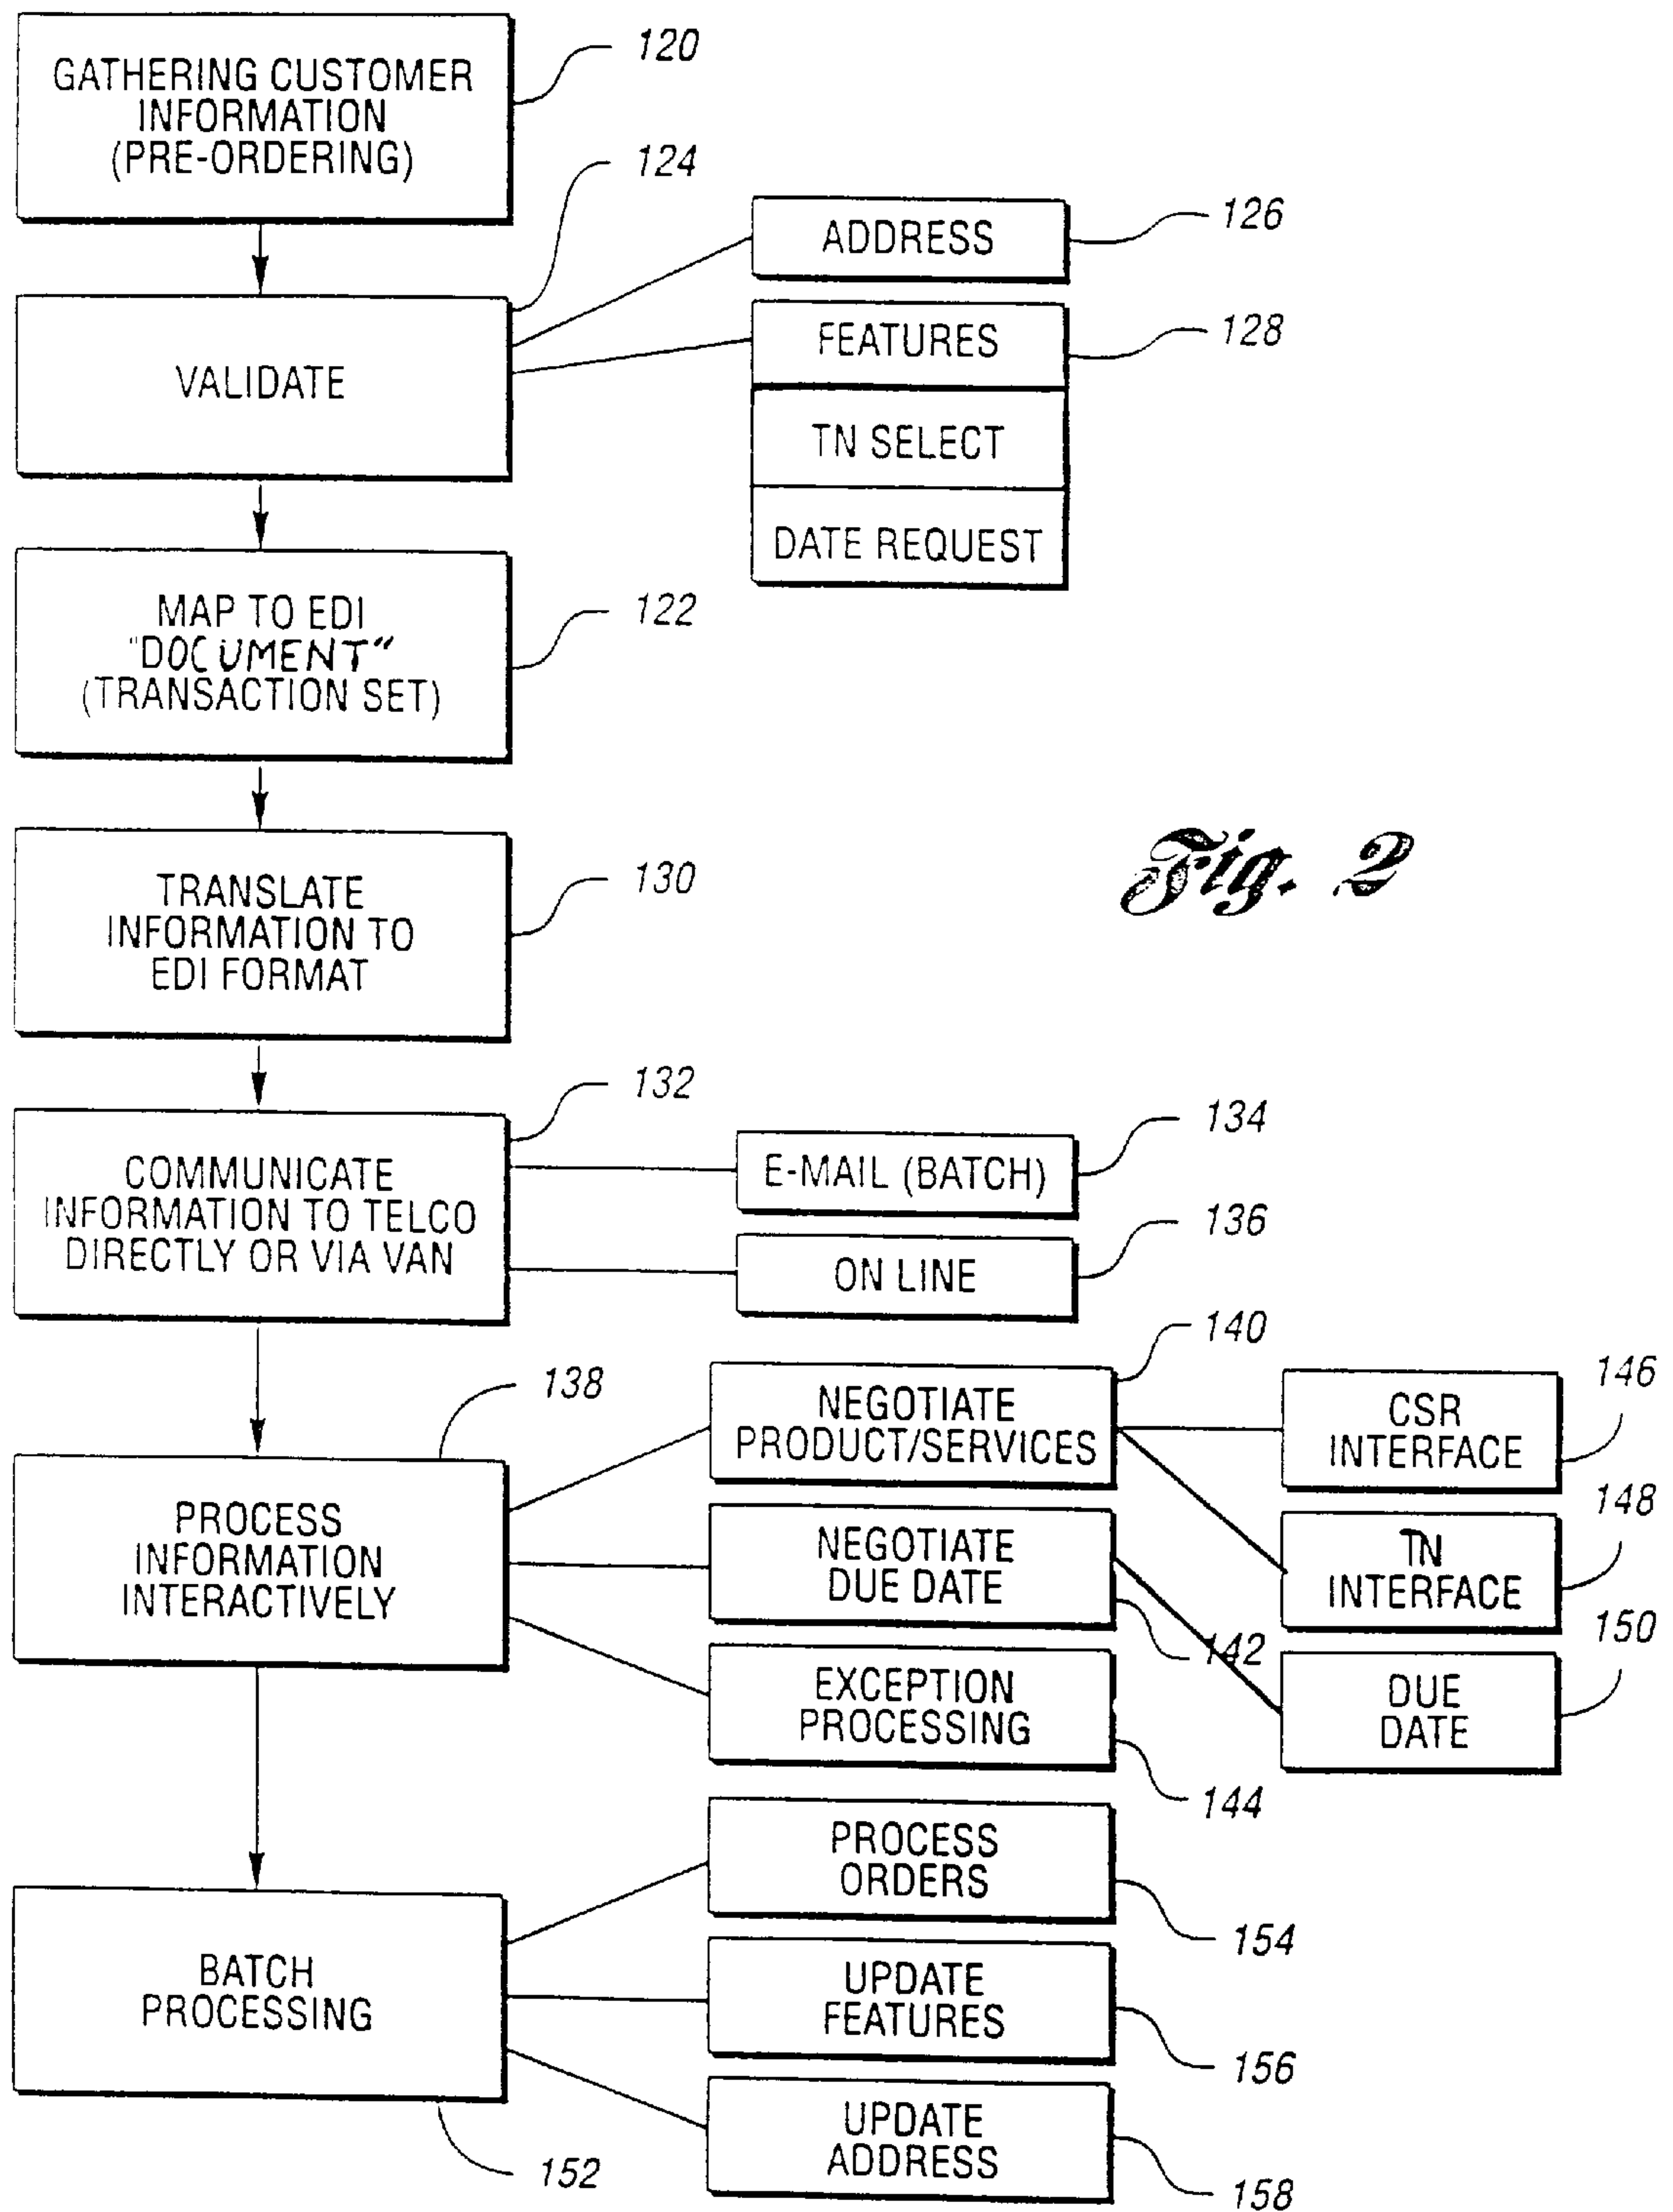 120
GATHERING CUSTOMER
INFORMATION
(PRE-ORDERING)
124
126
ADDRESS
VALIDATE
128
FEATURES
TN SELECT
DATE REQUEST
122
MAP TO EDI
"DOCUMENT"
(TRANSACTION SET)
Fig. 2
130
TRANSLATE
INFORMATION TO
EDI FORMAT
132
COMMUNICATE
INFORMATION TO TELCO
DIRECTLY OR VIA VAN
134
E-MAIL (BATCH)
136
ON LINE
138
PROCESS
INFORMATION
INTERACTIVELY
140
NEGOTIATE
PRODUCT/SERVICES
146
CSR
INTERFACE
148
TN
INTERFACE
NEGOTIATE
DUE DATE
142
150
DUE
DATE
EXCEPTION
PROCESSING
144
BATCH
PROCESSING
152
PROCESS
ORDERS
154
UPDATE
FEATURES
156
UPDATE
ADDRESS
158